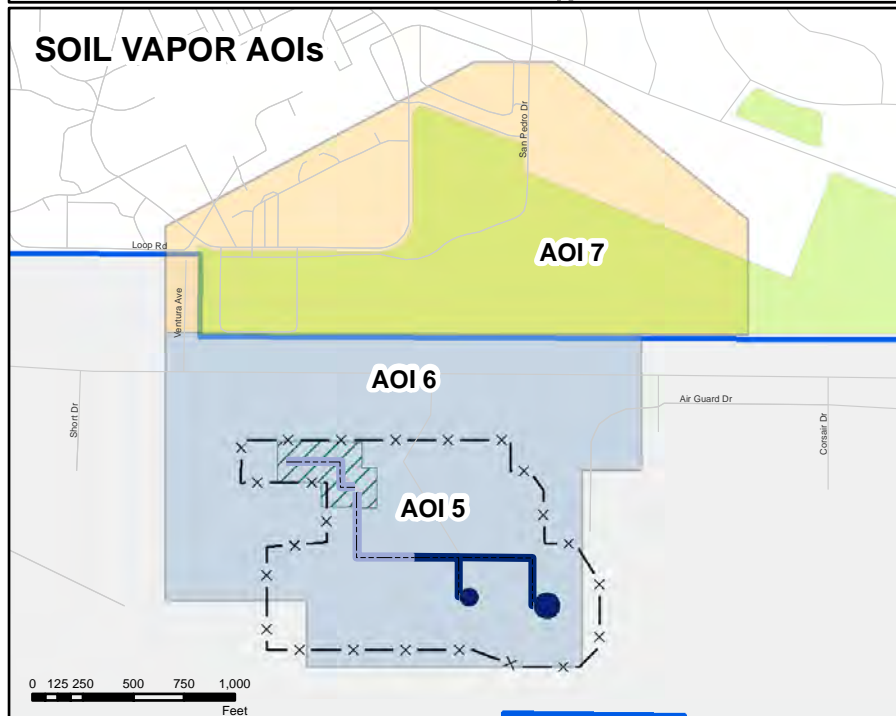 SOIL VAPOR AOIs
San Pedro Dr
Loop Rd
AOI 7
Ventura Ave
AOI 6
Short Dr
Air Guard Dr
Corsair Dr
AOI 5
0 125 250 500 750 1,000
Feet